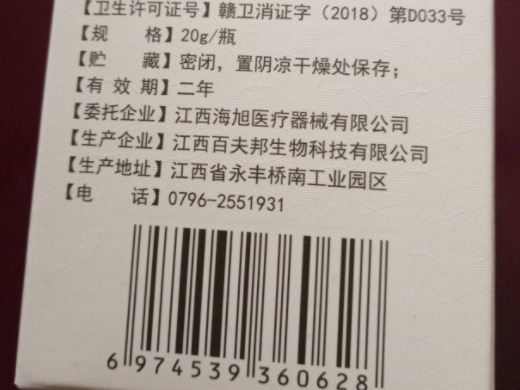 【卫生许可证号】赣卫消证字（2018）第D033号
【规　　格】20g/瓶
【贮　　藏】密闭，置阴凉干燥处保存；
【有 效 期】二年
【委托企业】江西海旭医疗器械有限公司
【生产企业】江西百夫邦生物科技有限公司
【生产地址】江西省永丰桥南工业园区
【电　　话】0796-2551931
6 974539 360628